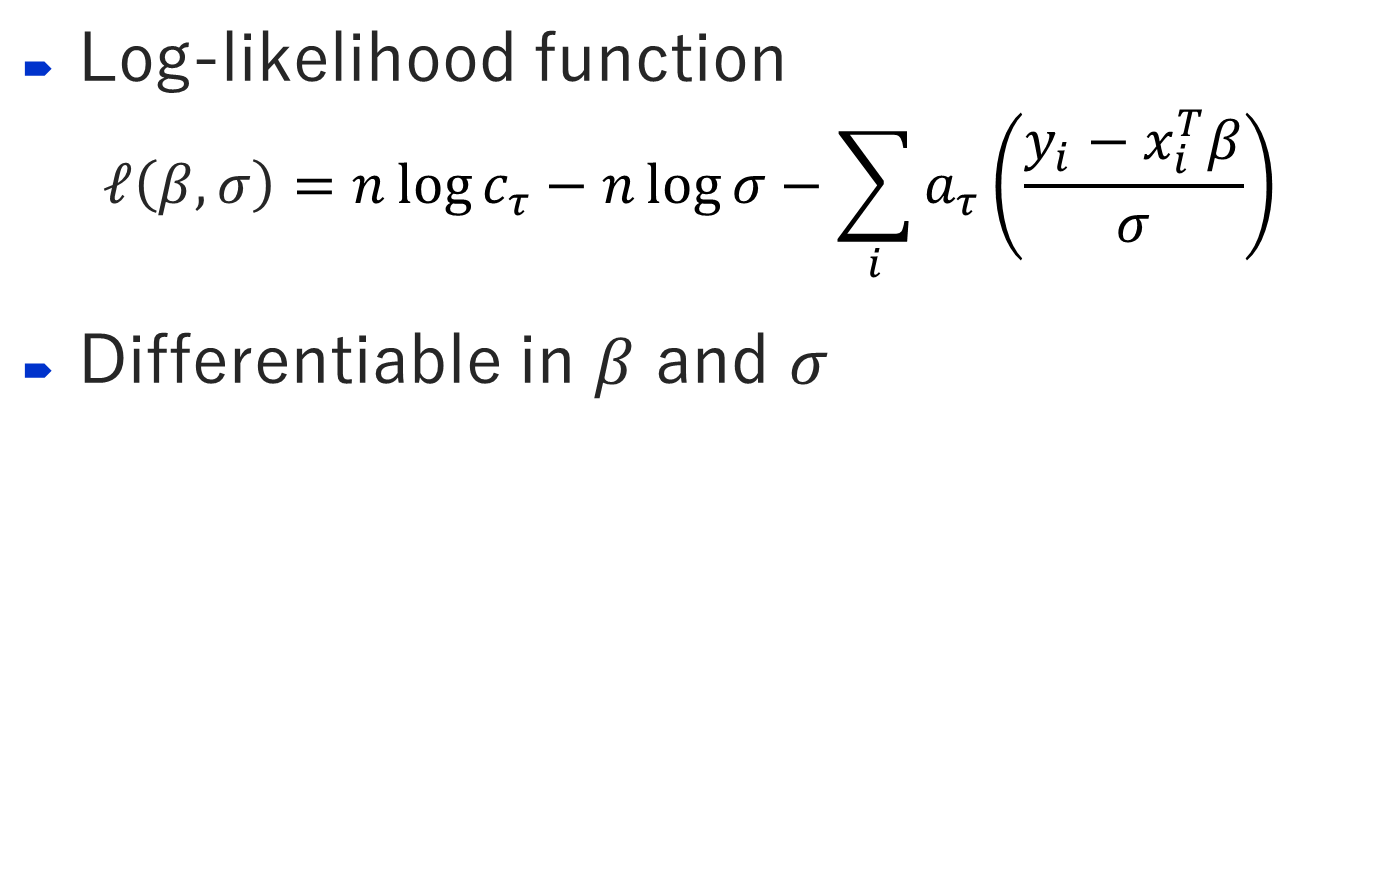 Log-likelihood function
ℓ(β, σ) = n log c_τ − n log σ − ∑_i a_τ ((y_i − x_i^T β) / σ)
Differentiable in β and σ